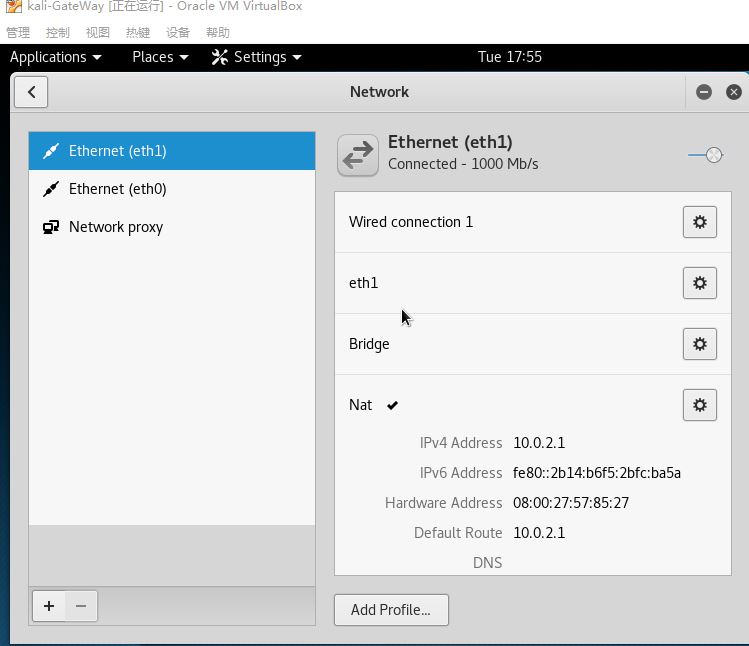 kali-GateWay [正在运行] - Oracle VM VirtualBox
管理 控制 视图 热键 设备 帮助
Applications Places Settings Tue 17:55
Network
Ethernet (eth1)
Ethernet (eth0)
Network proxy
Ethernet (eth1)
Connected - 1000 Mb/s
Wired connection 1
eth1
Bridge
Nat
IPv4 Address 10.0.2.1
IPv6 Address fe80::2b14:b6f5:2bfc:ba5a
Hardware Address 08:00:27:57:85:27
Default Route 10.0.2.1
DNS
Add Profile...